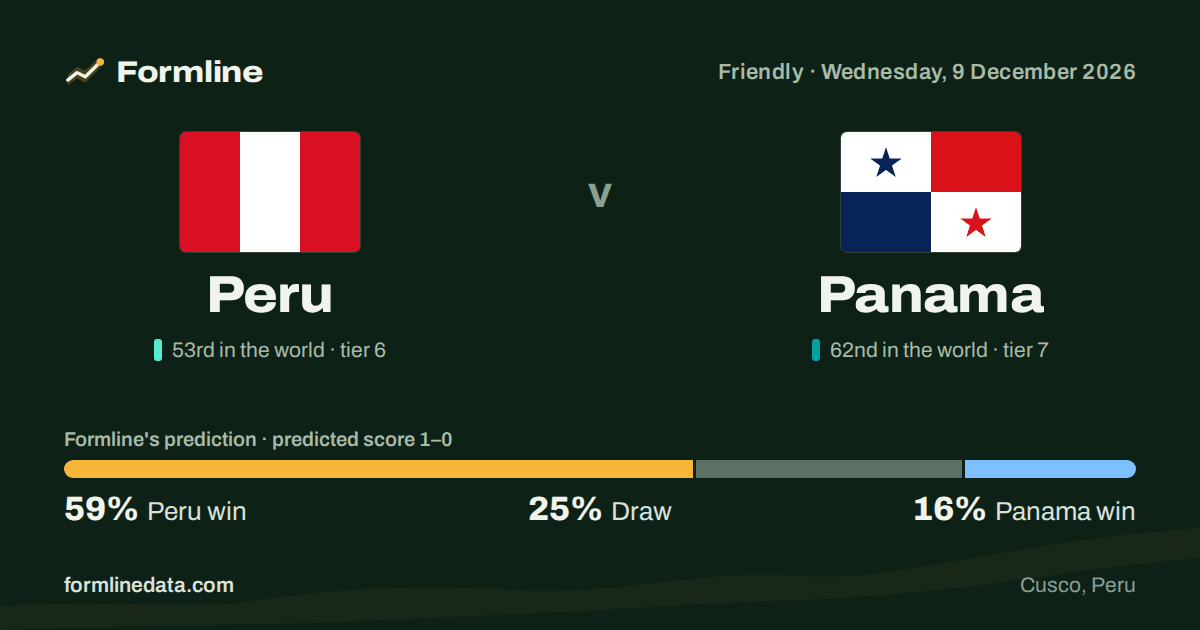 Formline
Friendly · Wednesday, 9 December 2026
v
Peru
Panama
53rd in the world · tier 6
62nd in the world · tier 7
Formline's prediction · predicted score 1–0
59% Peru win
25% Draw
16% Panama win
formlinedata.com
Cusco, Peru